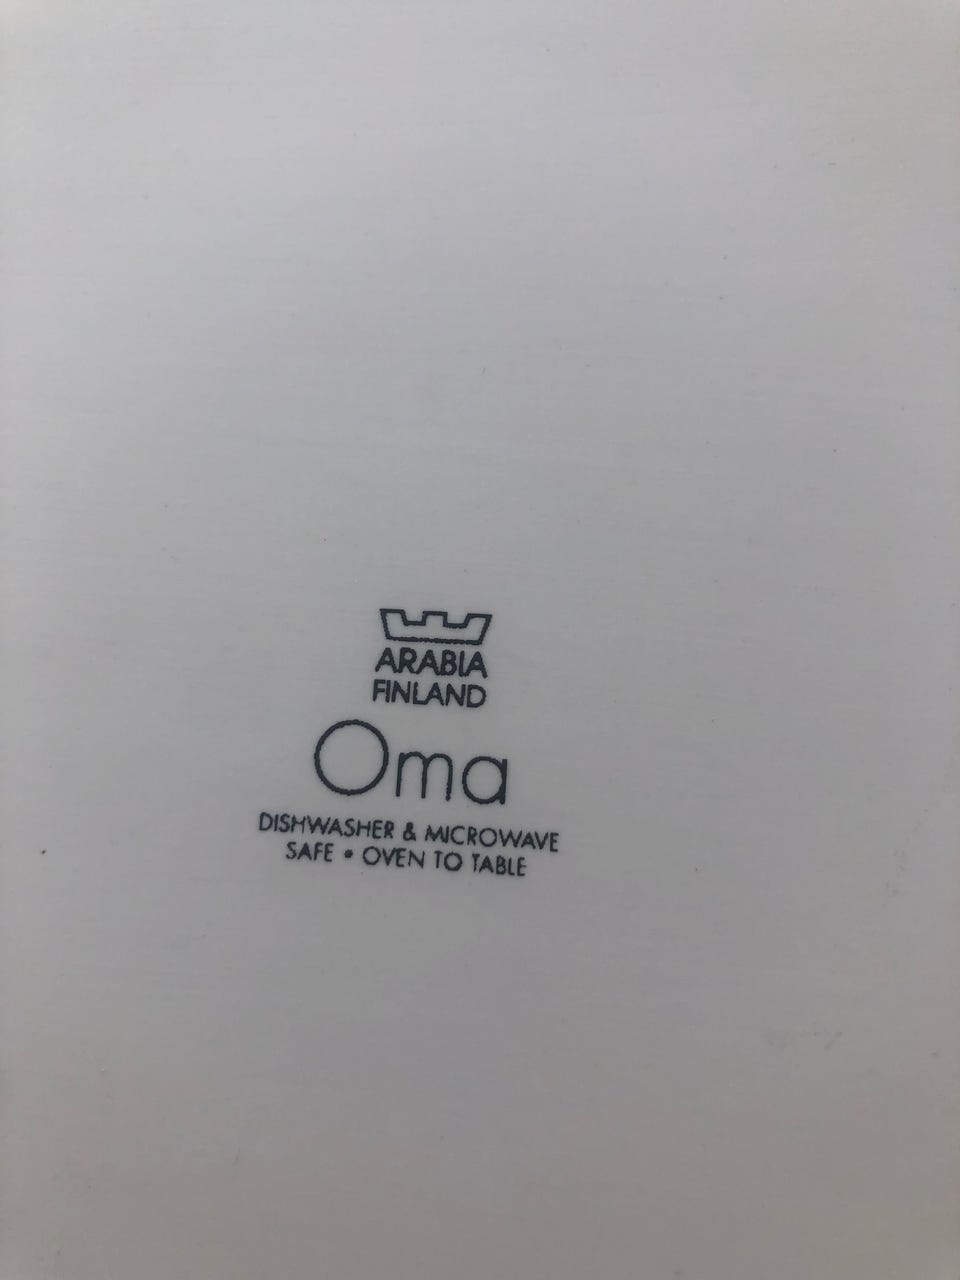 ARABIA
FINLAND
Oma
DISHWASHER & MICROWAVE
SAFE • OVEN TO TABLE